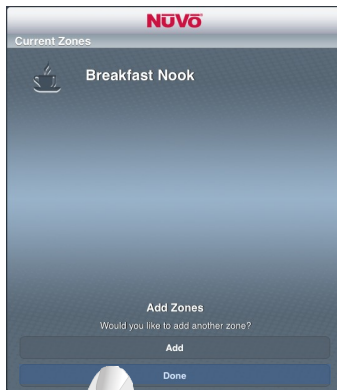 NUVO
Current Zones
Breakfast Nook
Add Zones
Would you like to add another zone?
Add
Done